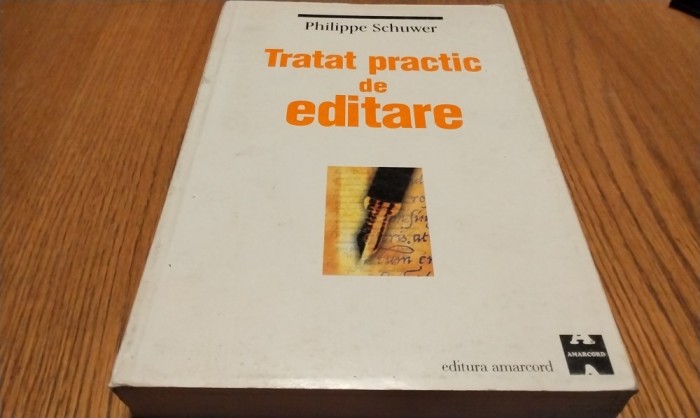 Philippe Schuwer
Tratat practic
de
editare
editura amarcord
AMARCORD